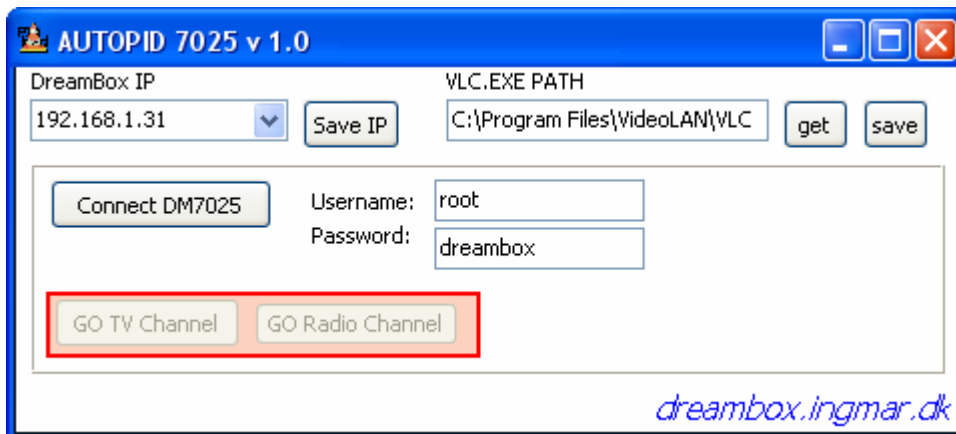 AUTOPID 7025 v 1.0
DreamBox IP VLC.EXE PATH
192.168.1.31 Save IP C:\Program Files\VideoLAN\VLC get save
Connect DM7025 Username: root
Password: dreambox
GO TV Channel GO Radio Channel
dreambox.ingmar.dk